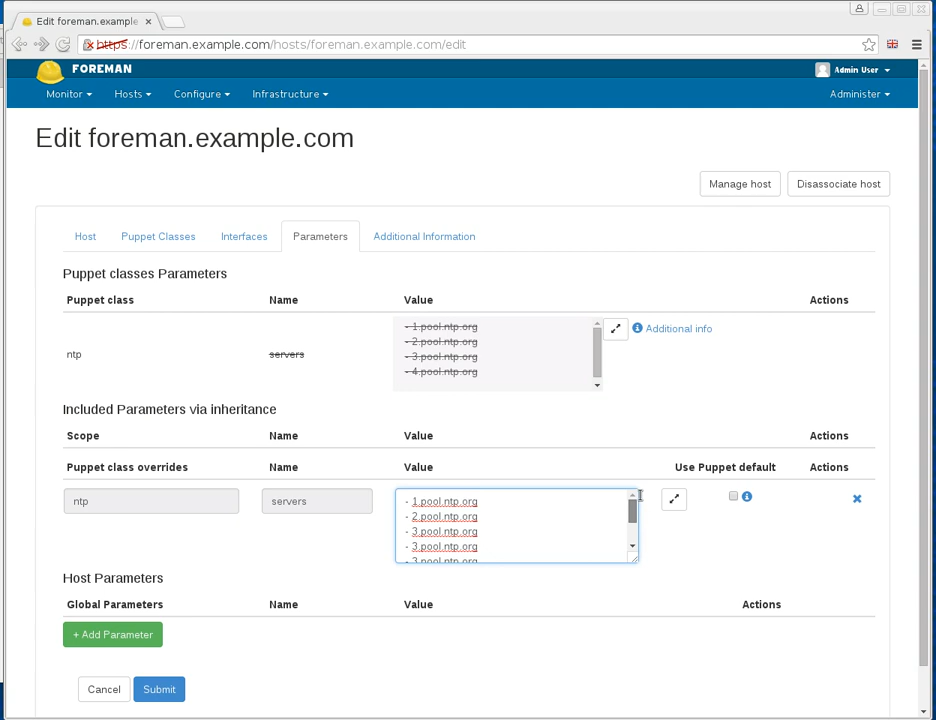 Edit foreman.example
https://foreman.example.com/hosts/foreman.example.com/edit
FOREMAN
Admin User
Monitor
Hosts
Configure
Infrastructure
Administer
Edit foreman.example.com
Manage host
Disassociate host
Host
Puppet Classes
Interfaces
Parameters
Additional Information
Puppet classes Parameters
Puppet class Name Value Actions
ntp
servers
- 1.pool.ntp.org
- 2.pool.ntp.org
- 3.pool.ntp.org
- 4.pool.ntp.org
Additional info
Included Parameters via inheritance
Scope Name Value Actions
Puppet class overrides Name Value Use Puppet default Actions
ntp
servers
- 1.pool.ntp.org
- 2.pool.ntp.org
- 3.pool.ntp.org
- 3.pool.ntp.org
- 3.pool.ntp.org
Host Parameters
Global Parameters Name Value Actions
+ Add Parameter
Cancel
Submit